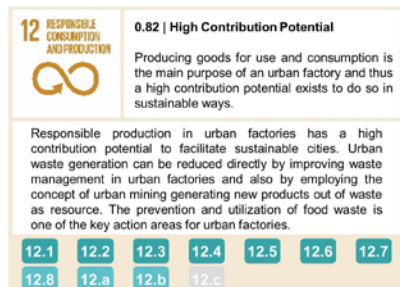 12 RESPONSIBLE
CONSUMPTION
AND PRODUCTION
0.82 | High Contribution Potential
Producing goods for use and consumption is
the main purpose of an urban factory and thus
a high contribution potential exists to do so in
sustainable ways.
Responsible production in urban factories has a high
contribution potential to facilitate sustainable cities. Urban
waste generation can be reduced directly by improving waste
management in urban factories and also by employing the
concept of urban mining generating new products out of waste
as resource. The prevention and utilization of food waste is
one of the key action areas for urban factories.
12.1 12.2 12.3 12.4 12.5 12.6 12.7
12.8 12.a 12.b 12.c